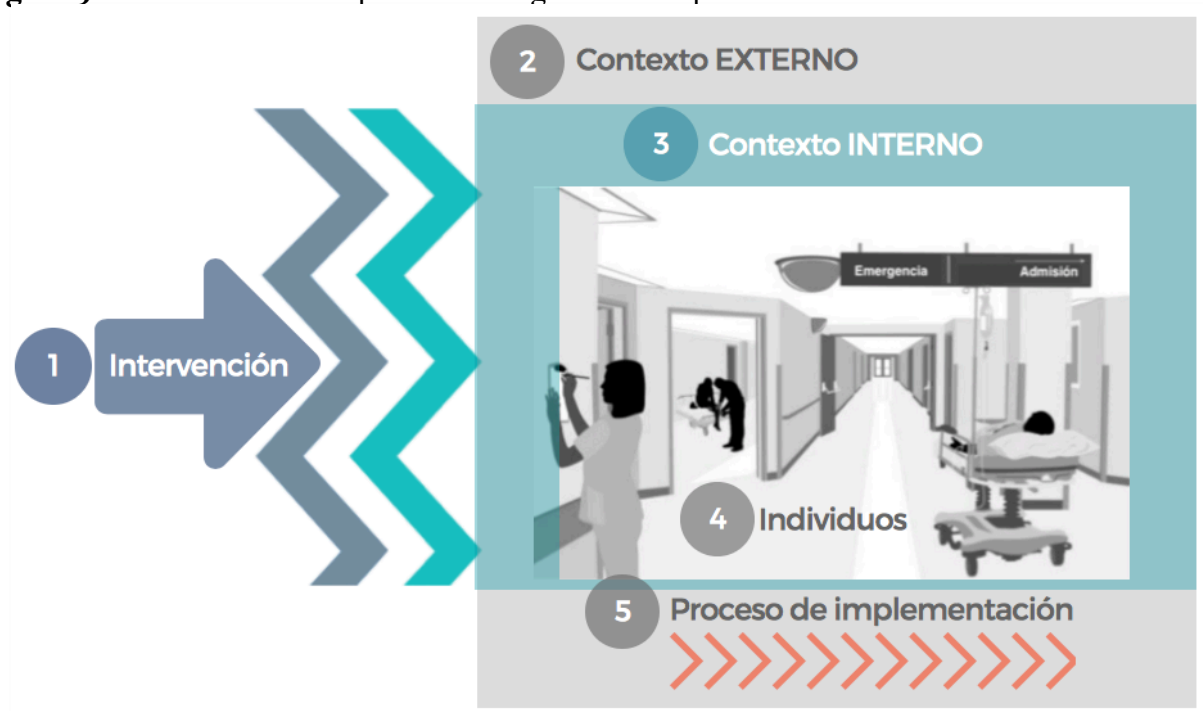 2 Contexto EXTERNO
3 Contexto INTERNO
Emergencia Admisión
1 Intervención
4 Individuos
5 Proceso de implementación